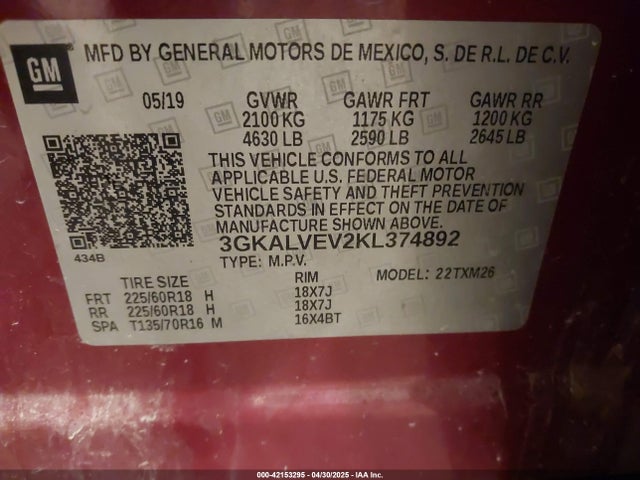 GM
MFD BY GENERAL MOTORS DE MEXICO, S. DE R.L. DE C.V.
05/19 GVWR GAWR FRT GAWR RR
2100 KG 1175 KG 1200 KG
4630 LB 2590 LB 2645 LB
THIS VEHICLE CONFORMS TO ALL
APPLICABLE U.S. FEDERAL MOTOR
VEHICLE SAFETY AND THEFT PREVENTION
STANDARDS IN EFFECT ON THE DATE OF
MANUFACTURE SHOWN ABOVE.
434B
3GKALVEV2KL374892
TYPE: M.P.V. MODEL: 22TXM26
TIRE SIZE RIM
FRT 225/60R18 H 18X7J
RR 225/60R18 H 18X7J
SPA T135/70R16 M 16X4BT
000-42153295 - 04/30/2025 - IAA Inc.